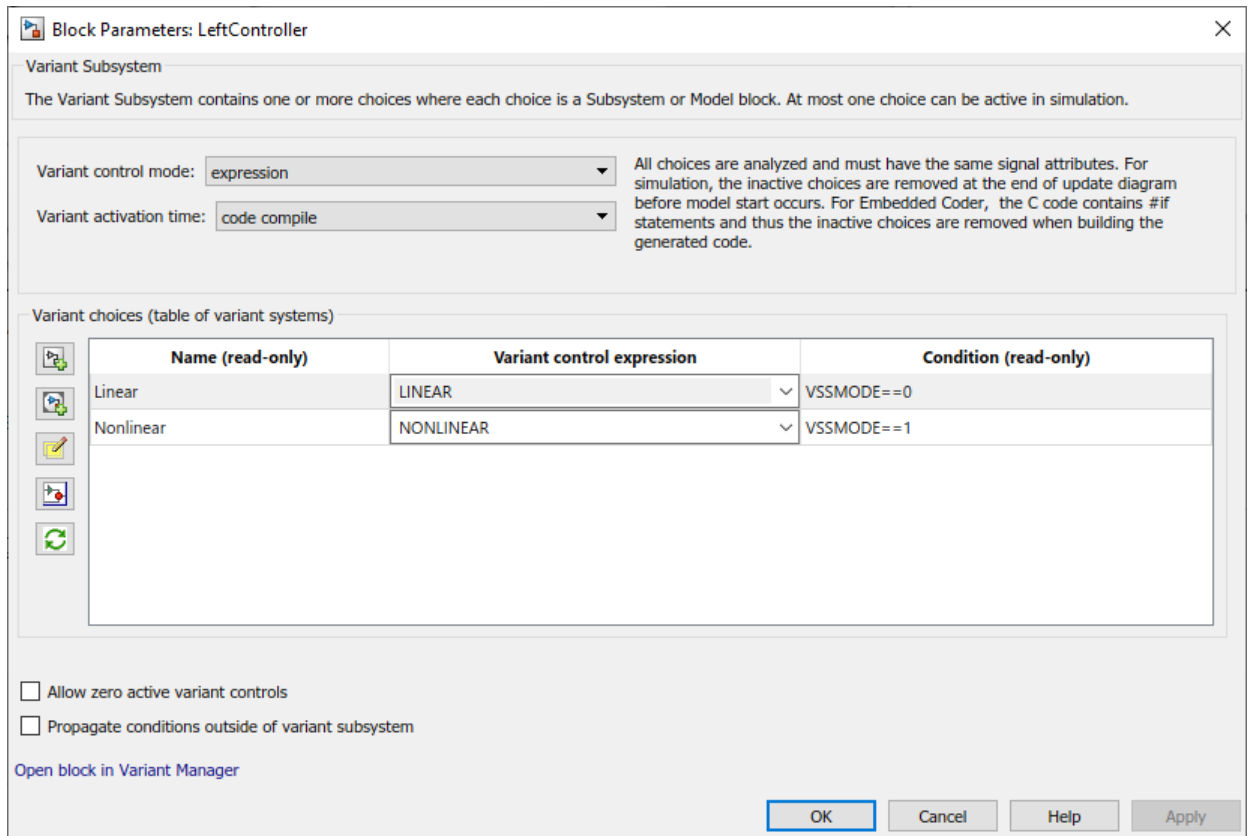 Block Parameters: LeftController
Variant Subsystem
The Variant Subsystem contains one or more choices where each choice is a Subsystem or Model block. At most one choice can be active in simulation.
Variant control mode: expression
Variant activation time: code compile
All choices are analyzed and must have the same signal attributes. For
simulation, the inactive choices are removed at the end of update diagram
before model start occurs. For Embedded Coder,  the C code contains #if
statements and thus the inactive choices are removed when building the
generated code.
Variant choices (table of variant systems)
Name (read-only) Variant control expression Condition (read-only)
Linear LINEAR VSSMODE==0
Nonlinear NONLINEAR VSSMODE==1
Allow zero active variant controls
Propagate conditions outside of variant subsystem
Open block in Variant Manager
OK Cancel Help Apply